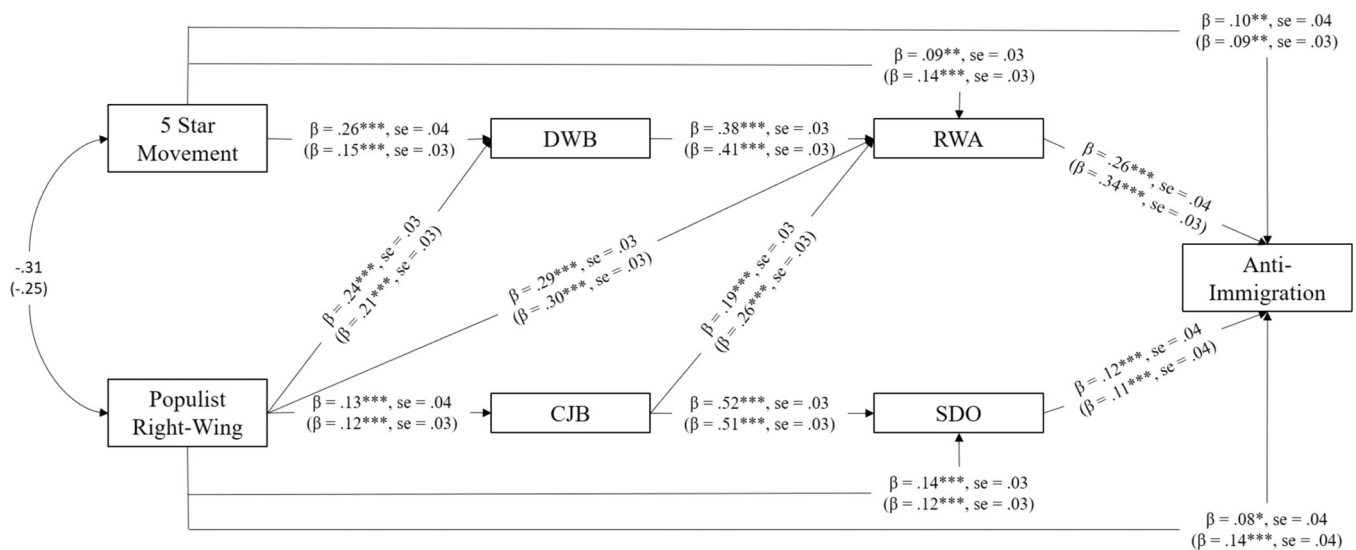 β = .10**, se = .04
(β = .09**, se = .03)
β = .09**, se = .03
(β = .14***, se = .03)
5 Star
Movement
β = .26***, se = .04
(β = .15***, se = .03)
DWB
β = .38***, se = .03
(β = .41***, se = .03)
RWA
β = .26***, se = .04
(β = .34***, se = .03)
-.31
(-.25)
β = .24***, se = .03
(β = .21***, se = .03)
β = .29***, se = .03
(β = .30***, se = .03)
β = .19***, se = .03
(β = .26***, se = .03)
Anti-
Immigration
Populist
Right-Wing
β = .13***, se = .04
(β = .12***, se = .03)
CJB
β = .52***, se = .03
(β = .51***, se = .03)
SDO
β = .12***, se = .04
(β = .11***, se = .04)
β = .14***, se = .03
(β = .12***, se = .03)
β = .08*, se = .04
(β = .14***, se = .04)